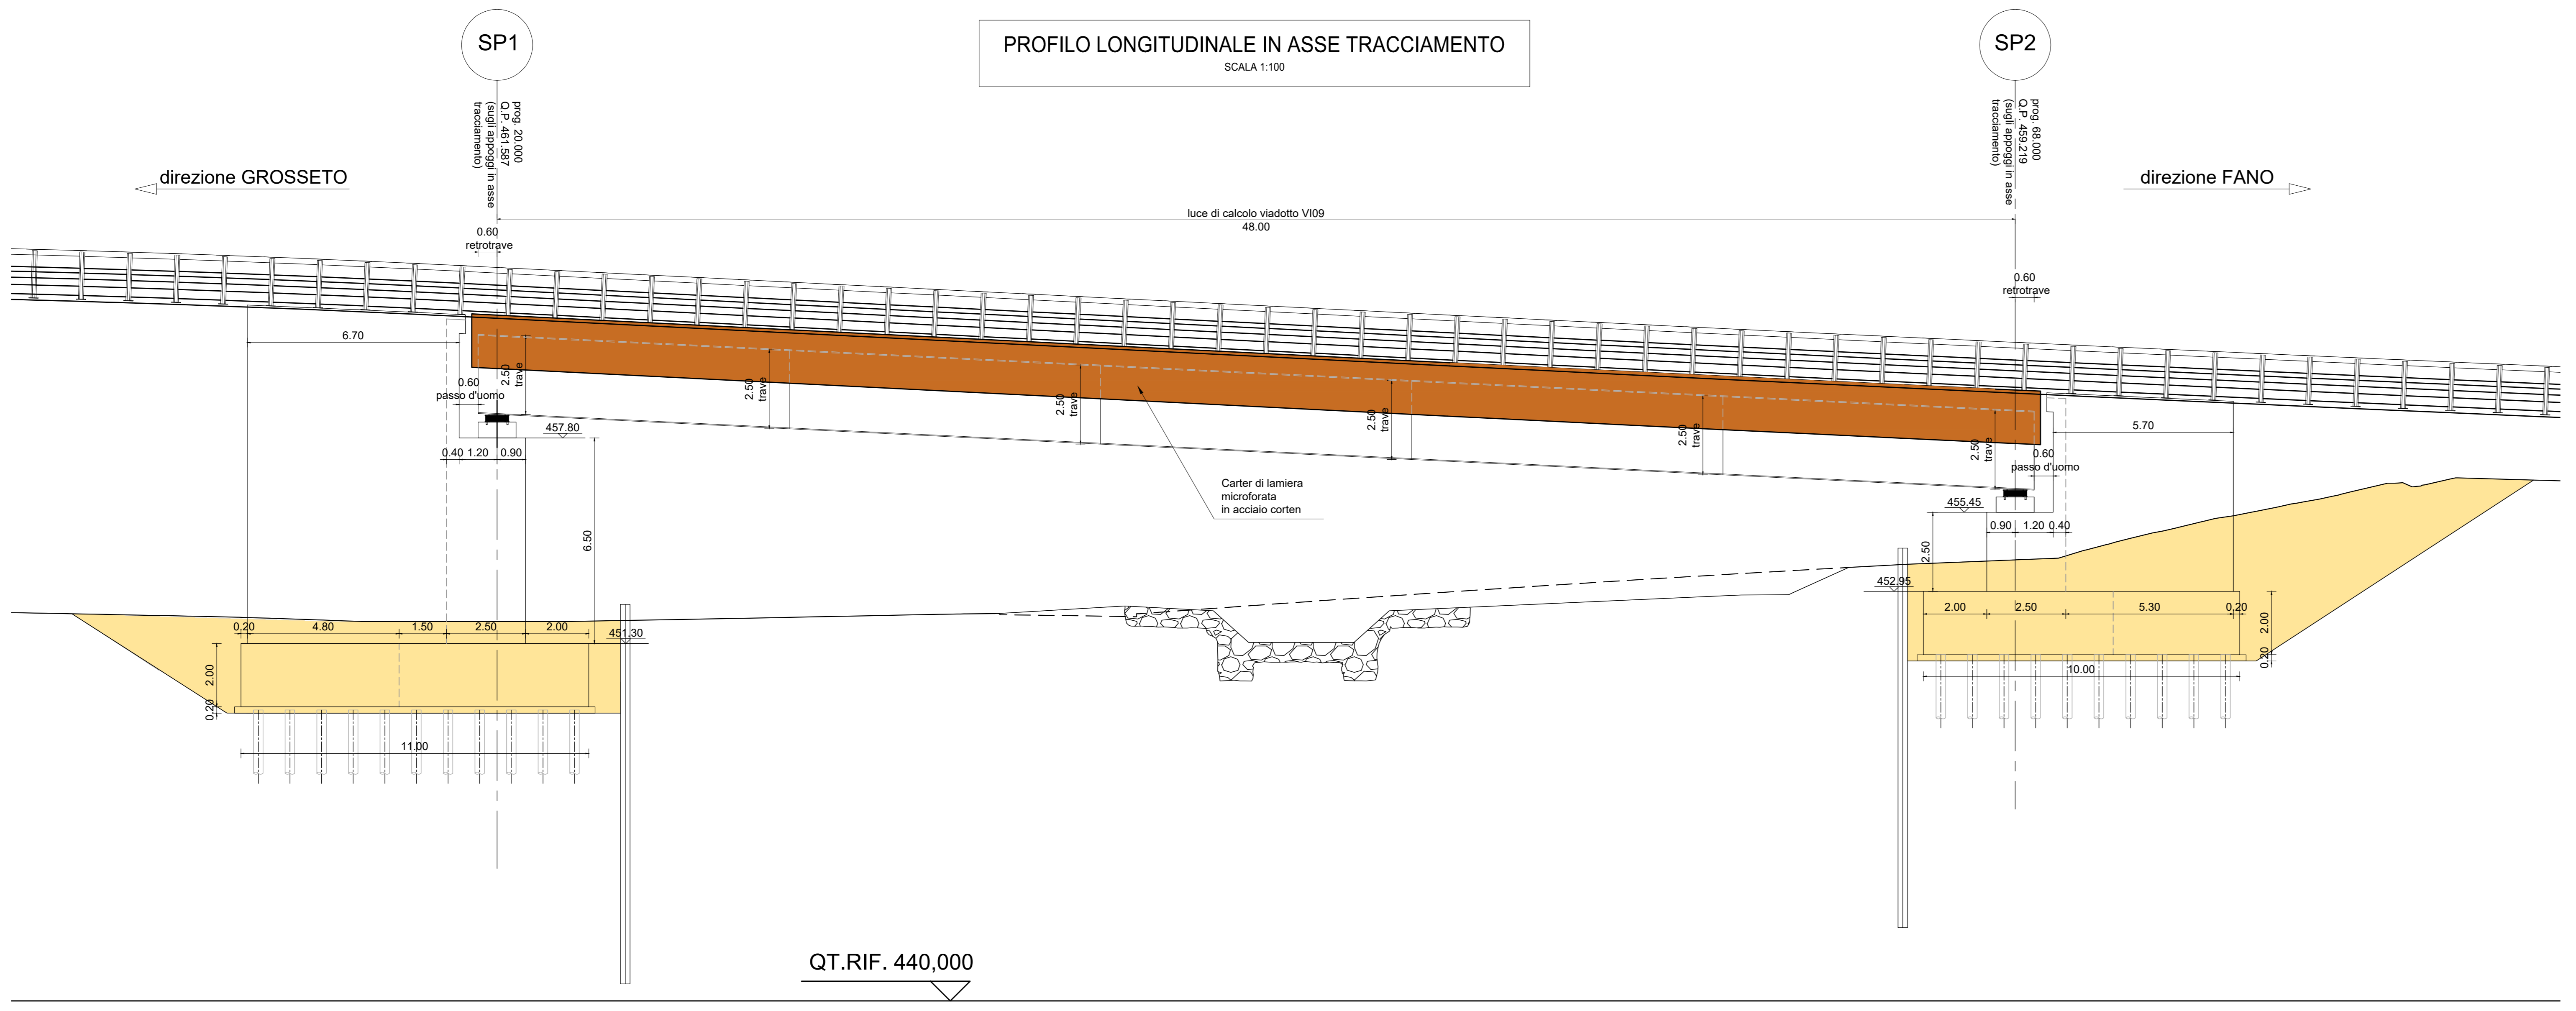 SP1
PROFILO LONGITUDINALE IN ASSE TRACCIAMENTO
SCALA 1:100
SP2
prog. 20.000
Q.P. 461.587
(sugli appoggi in asse
tracciamento)
prog. 68.000
Q.P. 459.219
(sugli appoggi in asse
tracciamento)
direzione GROSSETO
direzione FANO
luce di calcolo viadotto VI09
48.00
0.60
retrotrave
0.60
retrotrave
6.70
0.60
passo d'uomo
2.50
trave
2.50
trave
2.50
trave
2.50
trave
2.50
trave
2.50
trave
5.70
0.60
passo d'uomo
457.80
0.40
1.20
0.90
Carter di lamiera
microforata
in acciaio corten
455.45
0.90
1.20
0.40
6.50
2.50
452.95
0.20
4.80
1.50
2.50
2.00
451.30
2.00
2.50
5.30
0.20
2.00
0.20
2.00
0.20
10.00
11.00
QT.RIF. 440,000